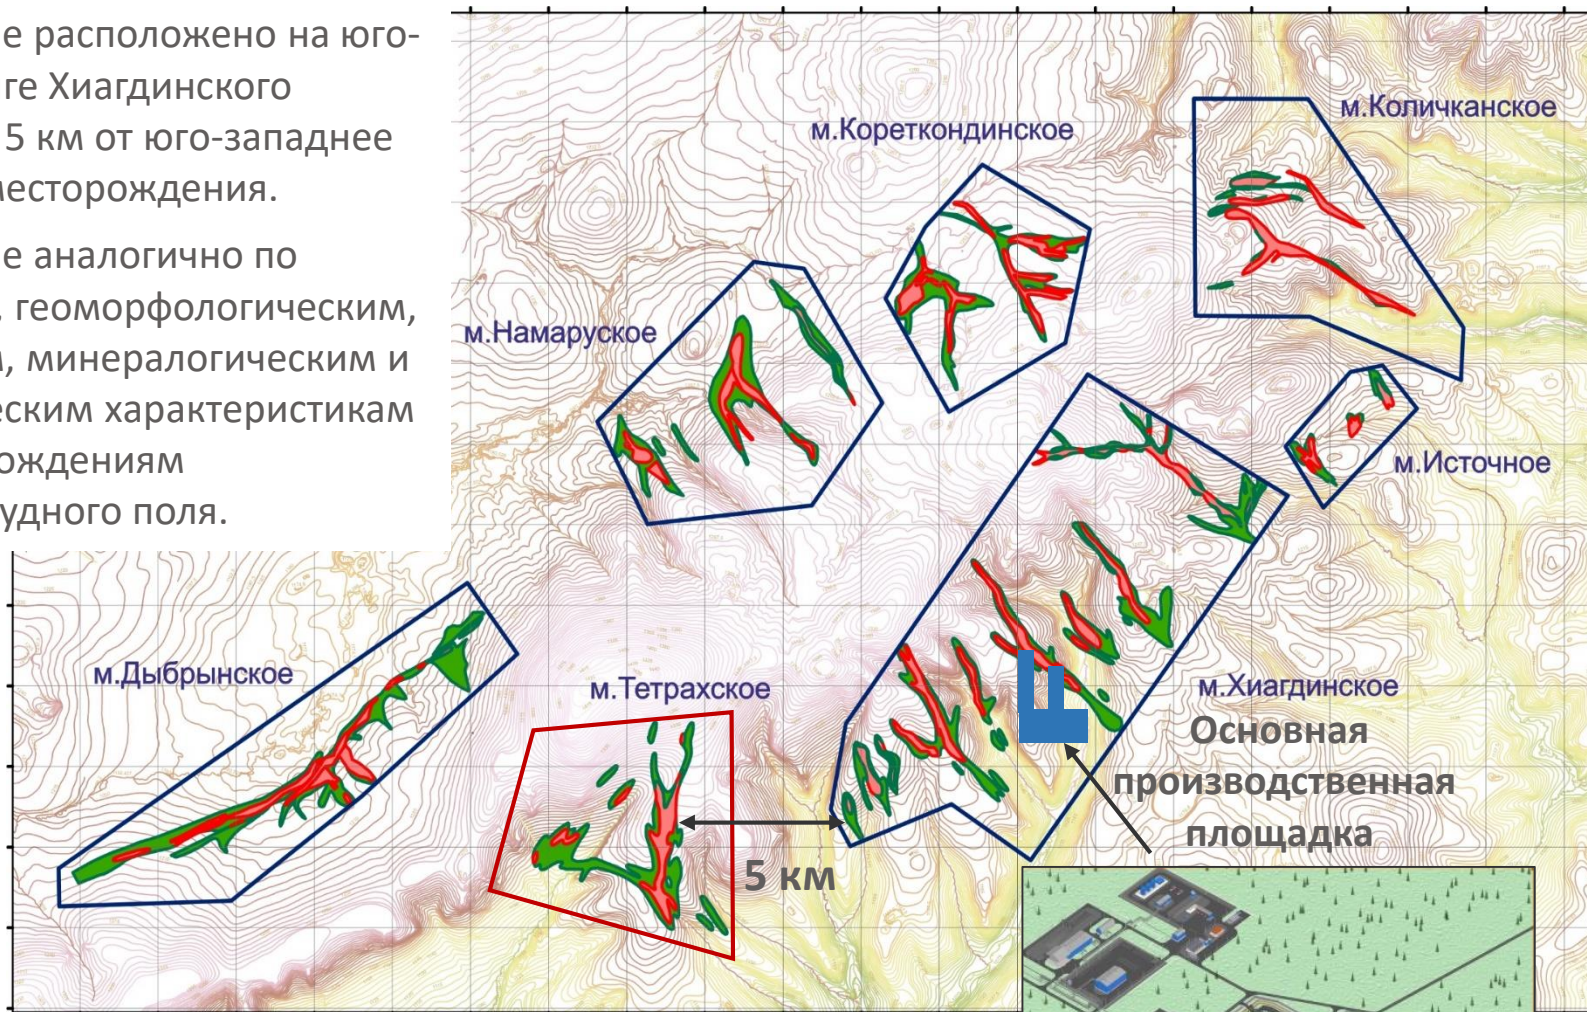 е расположено на юго-
ге Хиагдинского
5 км от юго-западнее
месторождения.
е аналогично по
, геоморфологическим,
м, минералогическим и
еским характеристикам
ождениям
удного поля.
м.Количканское
м.Кореткондинское
м.Намаруское
м.Источное
м.Дыбрынское
м.Тетрахское
м.Хиагдинское
Основная
производственная
площадка
5 км